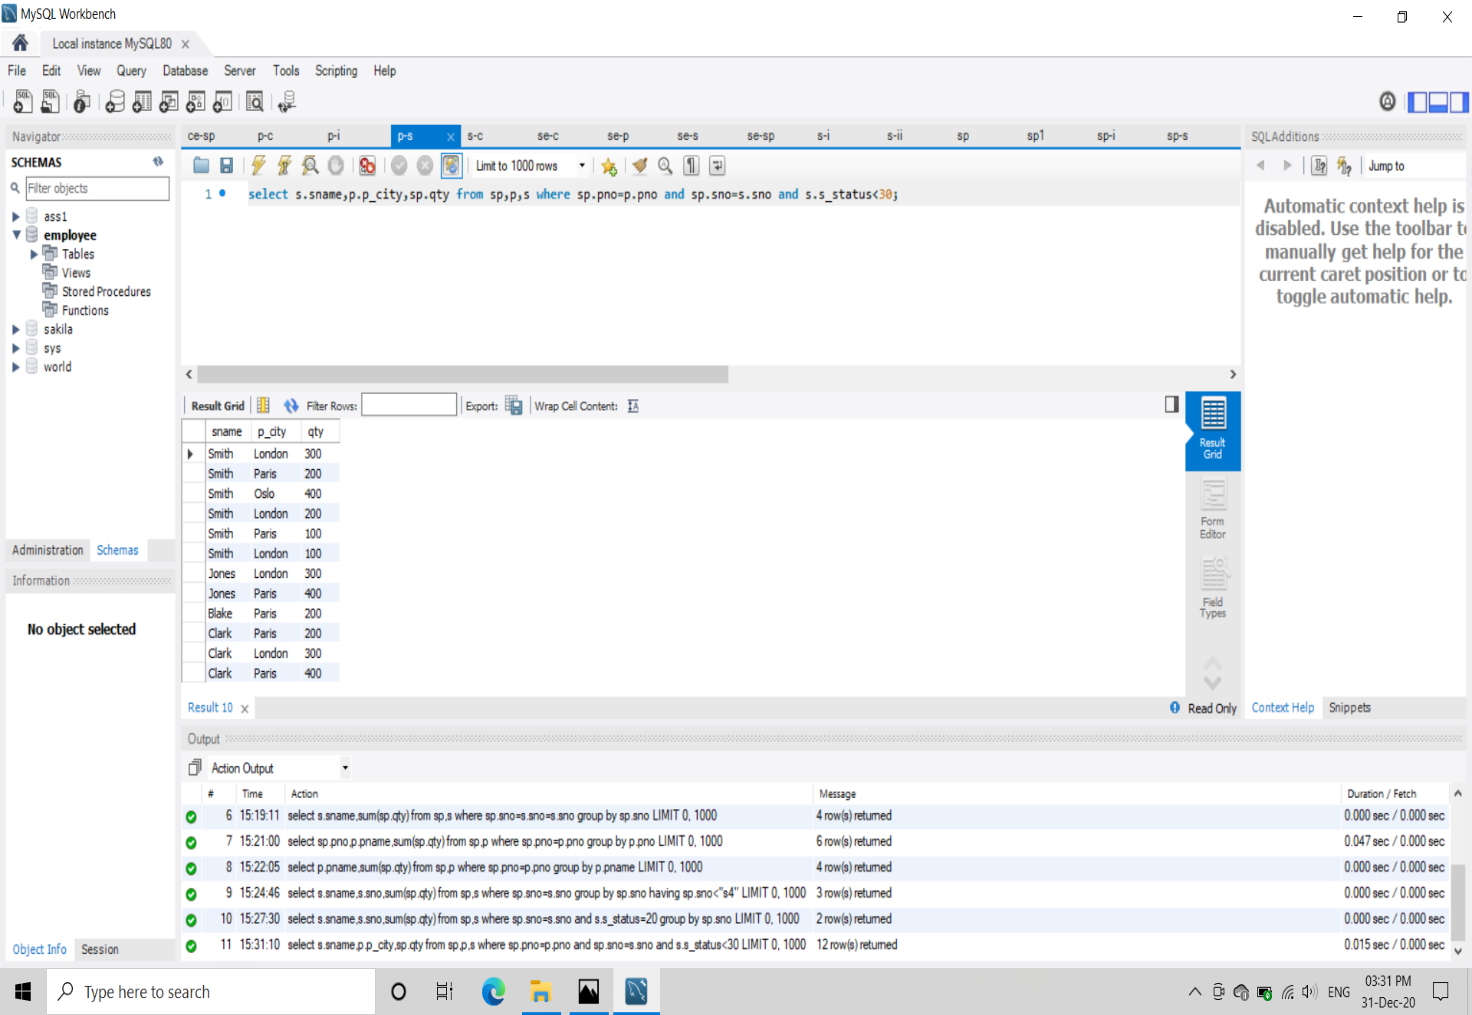 MySQL Workbench
Local instance MySQL80
File Edit View Query Database Server Tools Scripting Help
Navigator
SCHEMAS
Filter objects
ass1
employee
Tables
Views
Stored Procedures
Functions
sakila
sys
world
Administration Schemas
Information
No object selected
Object Info Session
ce-sp p-c p-i p-s s-c se-c se-p se-s se-sp s-i s-ii sp sp1 sp-i sp-s
Limit to 1000 rows
1 select s.sname,p.p_city,sp.qty from sp,p,s where sp.pno=p.pno and sp.sno=s.sno and s.s_status<30;
Result Grid Filter Rows: Export: Wrap Cell Content:
sname p_city qty
Smith London 300
Smith Paris 200
Smith Oslo 400
Smith London 200
Smith Paris 100
Smith London 100
Jones London 300
Jones Paris 400
Blake Paris 200
Clark Paris 200
Clark London 300
Clark Paris 400
Result
Grid
Form
Editor
Field
Types
Result 10
Read Only
SQLAdditions
Jump to
Automatic context help is
disabled. Use the toolbar to
manually get help for the
current caret position or to
toggle automatic help.
Context Help Snippets
Output
Action Output
# Time Action Message Duration / Fetch
6 15:19:11 select s.sname,sum(sp.qty) from sp,s where sp.sno=s.sno=s.sno group by sp.sno LIMIT 0, 1000 4 row(s) returned 0.000 sec / 0.000 sec
7 15:21:00 select sp.pno,p.pname,sum(sp.qty) from sp,p where sp.pno=p.pno group by p.pno LIMIT 0, 1000 6 row(s) returned 0.047 sec / 0.000 sec
8 15:22:05 select p.pname,sum(sp.qty) from sp,p where sp.pno=p.pno group by p.pname LIMIT 0, 1000 4 row(s) returned 0.000 sec / 0.000 sec
9 15:24:46 select s.sname,s.sno,sum(sp.qty) from sp,s where sp.sno=s.sno group by sp.sno having sp.sno<"s4" LIMIT 0, 1000 3 row(s) returned 0.000 sec / 0.000 sec
10 15:27:30 select s.sname,s.sno,sum(sp.qty) from sp,s where sp.sno=s.sno and s.s_status=20 group by sp.sno LIMIT 0, 1000 2 row(s) returned 0.000 sec / 0.000 sec
11 15:31:10 select s.sname,p.p_city,sp.qty from sp,p,s where sp.pno=p.pno and sp.sno=s.sno and s.s_status<30 LIMIT 0, 1000 12 row(s) returned 0.015 sec / 0.000 sec
Type here to search
ENG
03:31 PM
31-Dec-20